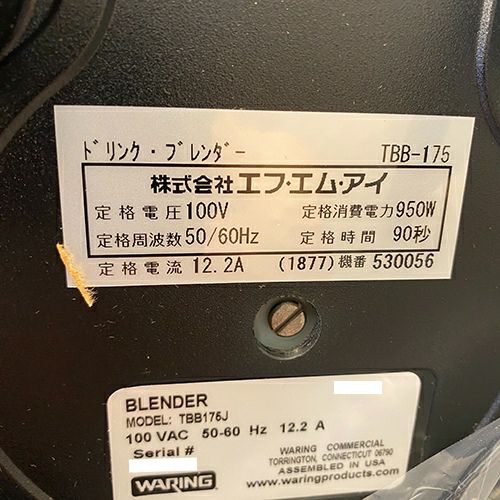 ドリンク・ブレンダー TBB-175
株式会社エフ・エム・アイ
定格電圧100V 定格消費電力950W
定格周波数50/60Hz 定格時間 90秒
定格電流 12.2A (1877)機番 530056
BLENDER
MODEL: TBB175J
100 VAC 50-60 Hz 12.2 A
Serial #
WARING COMMERCIAL
TORRINGTON, CONNECTICUT 06790
ASSEMBLED IN USA
WARING www.waringproducts.com